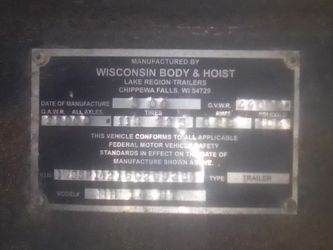 MANUFACTURED BY
WISCONSIN BODY & HOIST
LAKE REGION TRAILERS
CHIPPEWA FALLS, WI 54729
DATE OF MANUFACTURE G.V.W.R.
G.A.W.R. ALL AXLES TIRES RIMS
THIS VEHICLE CONFORMS TO ALL APPLICABLE
FEDERAL MOTOR VEHICLE SAFETY
STANDARDS IN EFFECT ON THE DATE OF
MANUFACTURE SHOWN ABOVE.
V.I.N. TYPE TRAILER
MODEL#